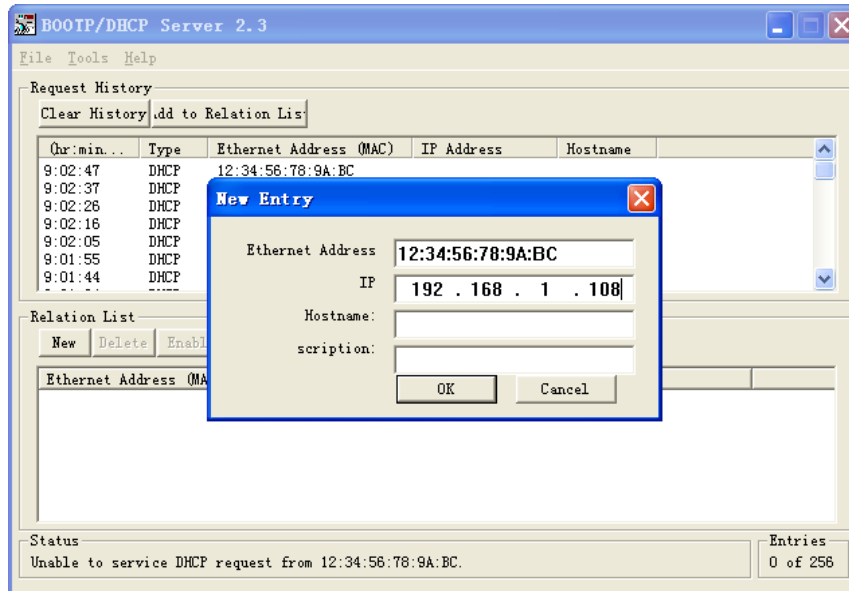 BOOTP/DHCP Server 2.3
File Tools Help
Request History
Clear History dd to Relation Lis
(hr:min... Type Ethernet Address (MAC) IP Address Hostname
9:02:47 DHCP 12:34:56:78:9A:BC
9:02:37 DHCP
9:02:26 DHCP
9:02:16 DHCP
9:02:05 DHCP
9:01:55 DHCP
9:01:44 DHCP
New Entry
Ethernet Address 12:34:56:78:9A:BC
IP 192 . 168 . 1 . 108
Hostname:
scription:
OK Cancel
Relation List
New Delete Enabl
Ethernet Address (MA
Status
Unable to service DHCP request from 12:34:56:78:9A:BC.
Entries
0 of 256